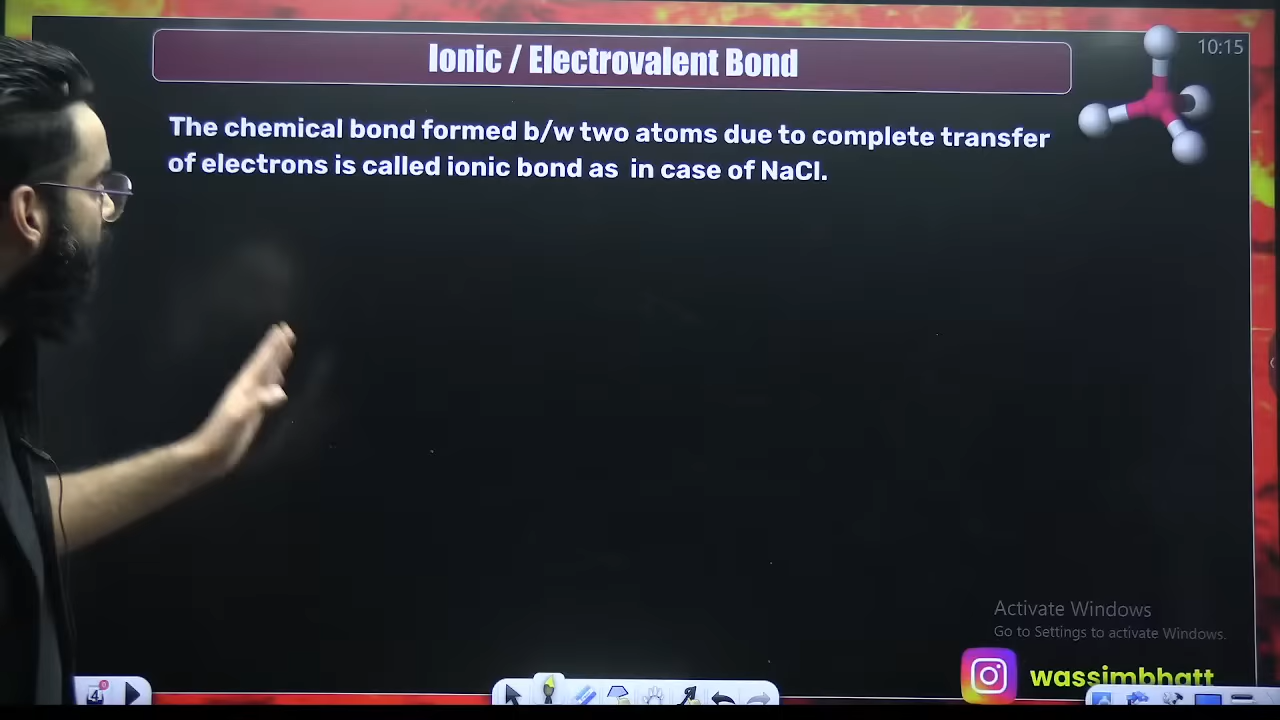 Ionic / Electrovalent Bond
10:15
The chemical bond formed b/w two atoms due to complete transfer
of electrons is called ionic bond as in case of NaCl.
Activate Windows
Go to Settings to activate Windows.
wassimbhatt
4